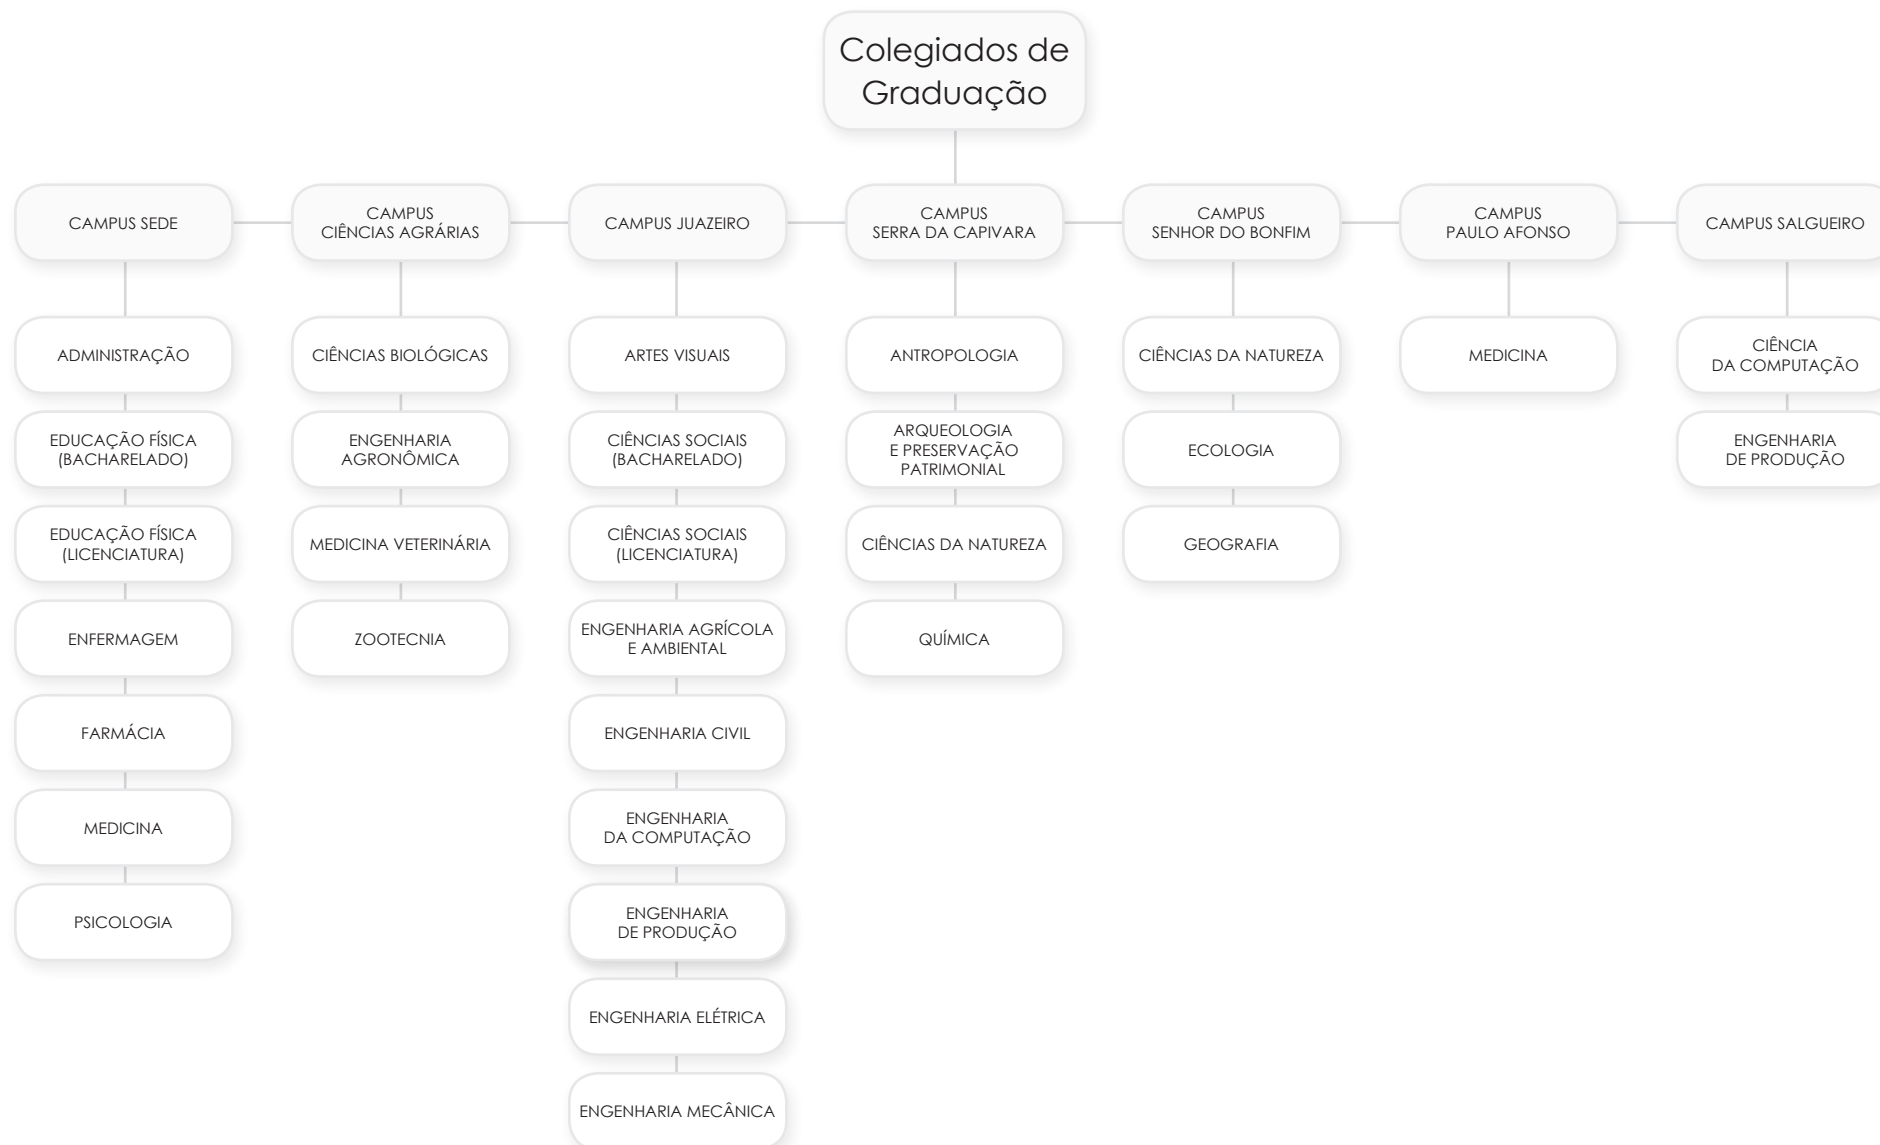 Colegiados de
Graduação
CAMPUS SEDE
CAMPUS
CIÊNCIAS AGRÁRIAS
CAMPUS JUAZEIRO
CAMPUS
SERRA DA CAPIVARA
CAMPUS
SENHOR DO BONFIM
CAMPUS
PAULO AFONSO
CAMPUS SALGUEIRO
ADMINISTRAÇÃO
EDUCAÇÃO FÍSICA
(BACHARELADO)
EDUCAÇÃO FÍSICA
(LICENCIATURA)
ENFERMAGEM
FARMÁCIA
MEDICINA
PSICOLOGIA
CIÊNCIAS BIOLÓGICAS
ENGENHARIA
AGRONÔMICA
MEDICINA VETERINÁRIA
ZOOTECNIA
ARTES VISUAIS
CIÊNCIAS SOCIAIS
(BACHARELADO)
CIÊNCIAS SOCIAIS
(LICENCIATURA)
ENGENHARIA AGRÍCOLA
E AMBIENTAL
ENGENHARIA CIVIL
ENGENHARIA
DA COMPUTAÇÃO
ENGENHARIA
DE PRODUÇÃO
ENGENHARIA ELÉTRICA
ENGENHARIA MECÂNICA
ANTROPOLOGIA
ARQUEOLOGIA
E PRESERVAÇÃO
PATRIMONIAL
CIÊNCIAS DA NATUREZA
QUÍMICA
CIÊNCIAS DA NATUREZA
ECOLOGIA
GEOGRAFIA
MEDICINA
CIÊNCIA
DA COMPUTAÇÃO
ENGENHARIA
DE PRODUÇÃO